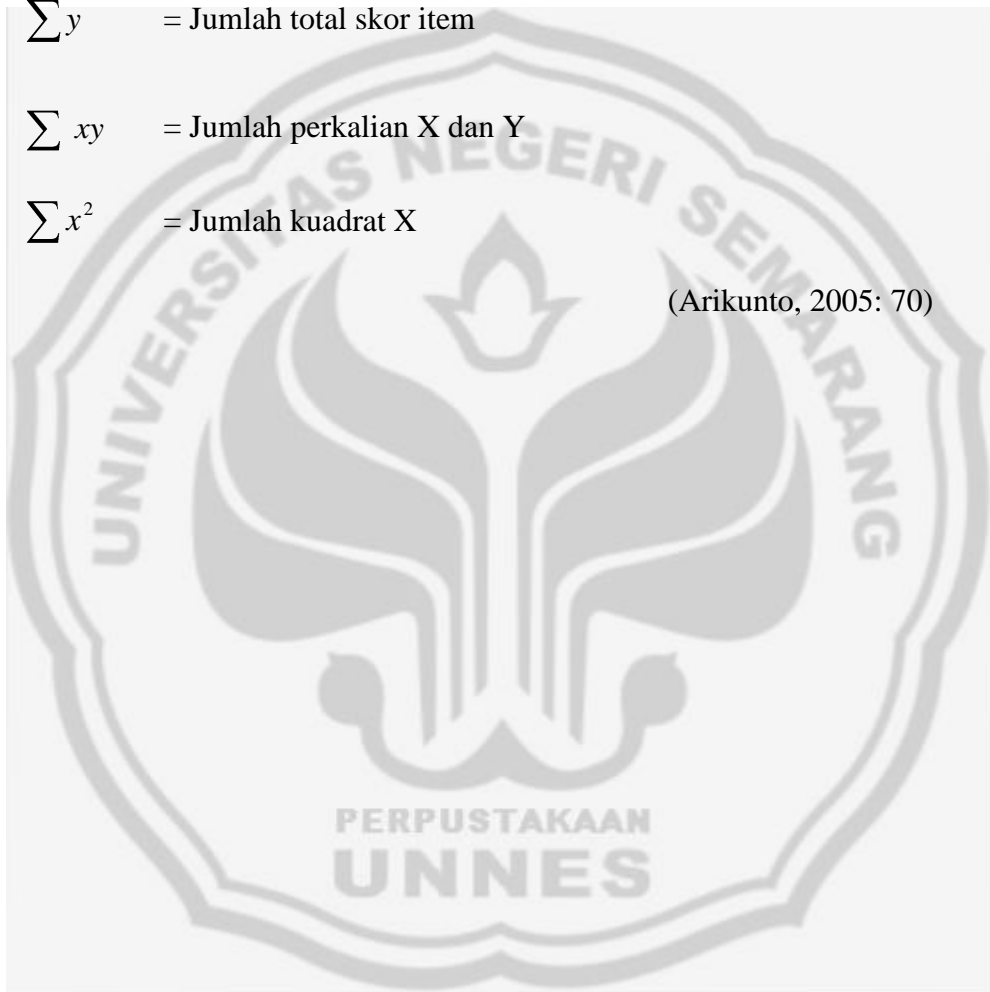 ∑y = Jumlah total skor item
∑ xy = Jumlah perkalian X dan Y
∑x² = Jumlah kuadrat X
(Arikunto, 2005: 70)
UNIVERSITAS NEGERI SEMARANG
PERPUSTAKAAN
UNNES